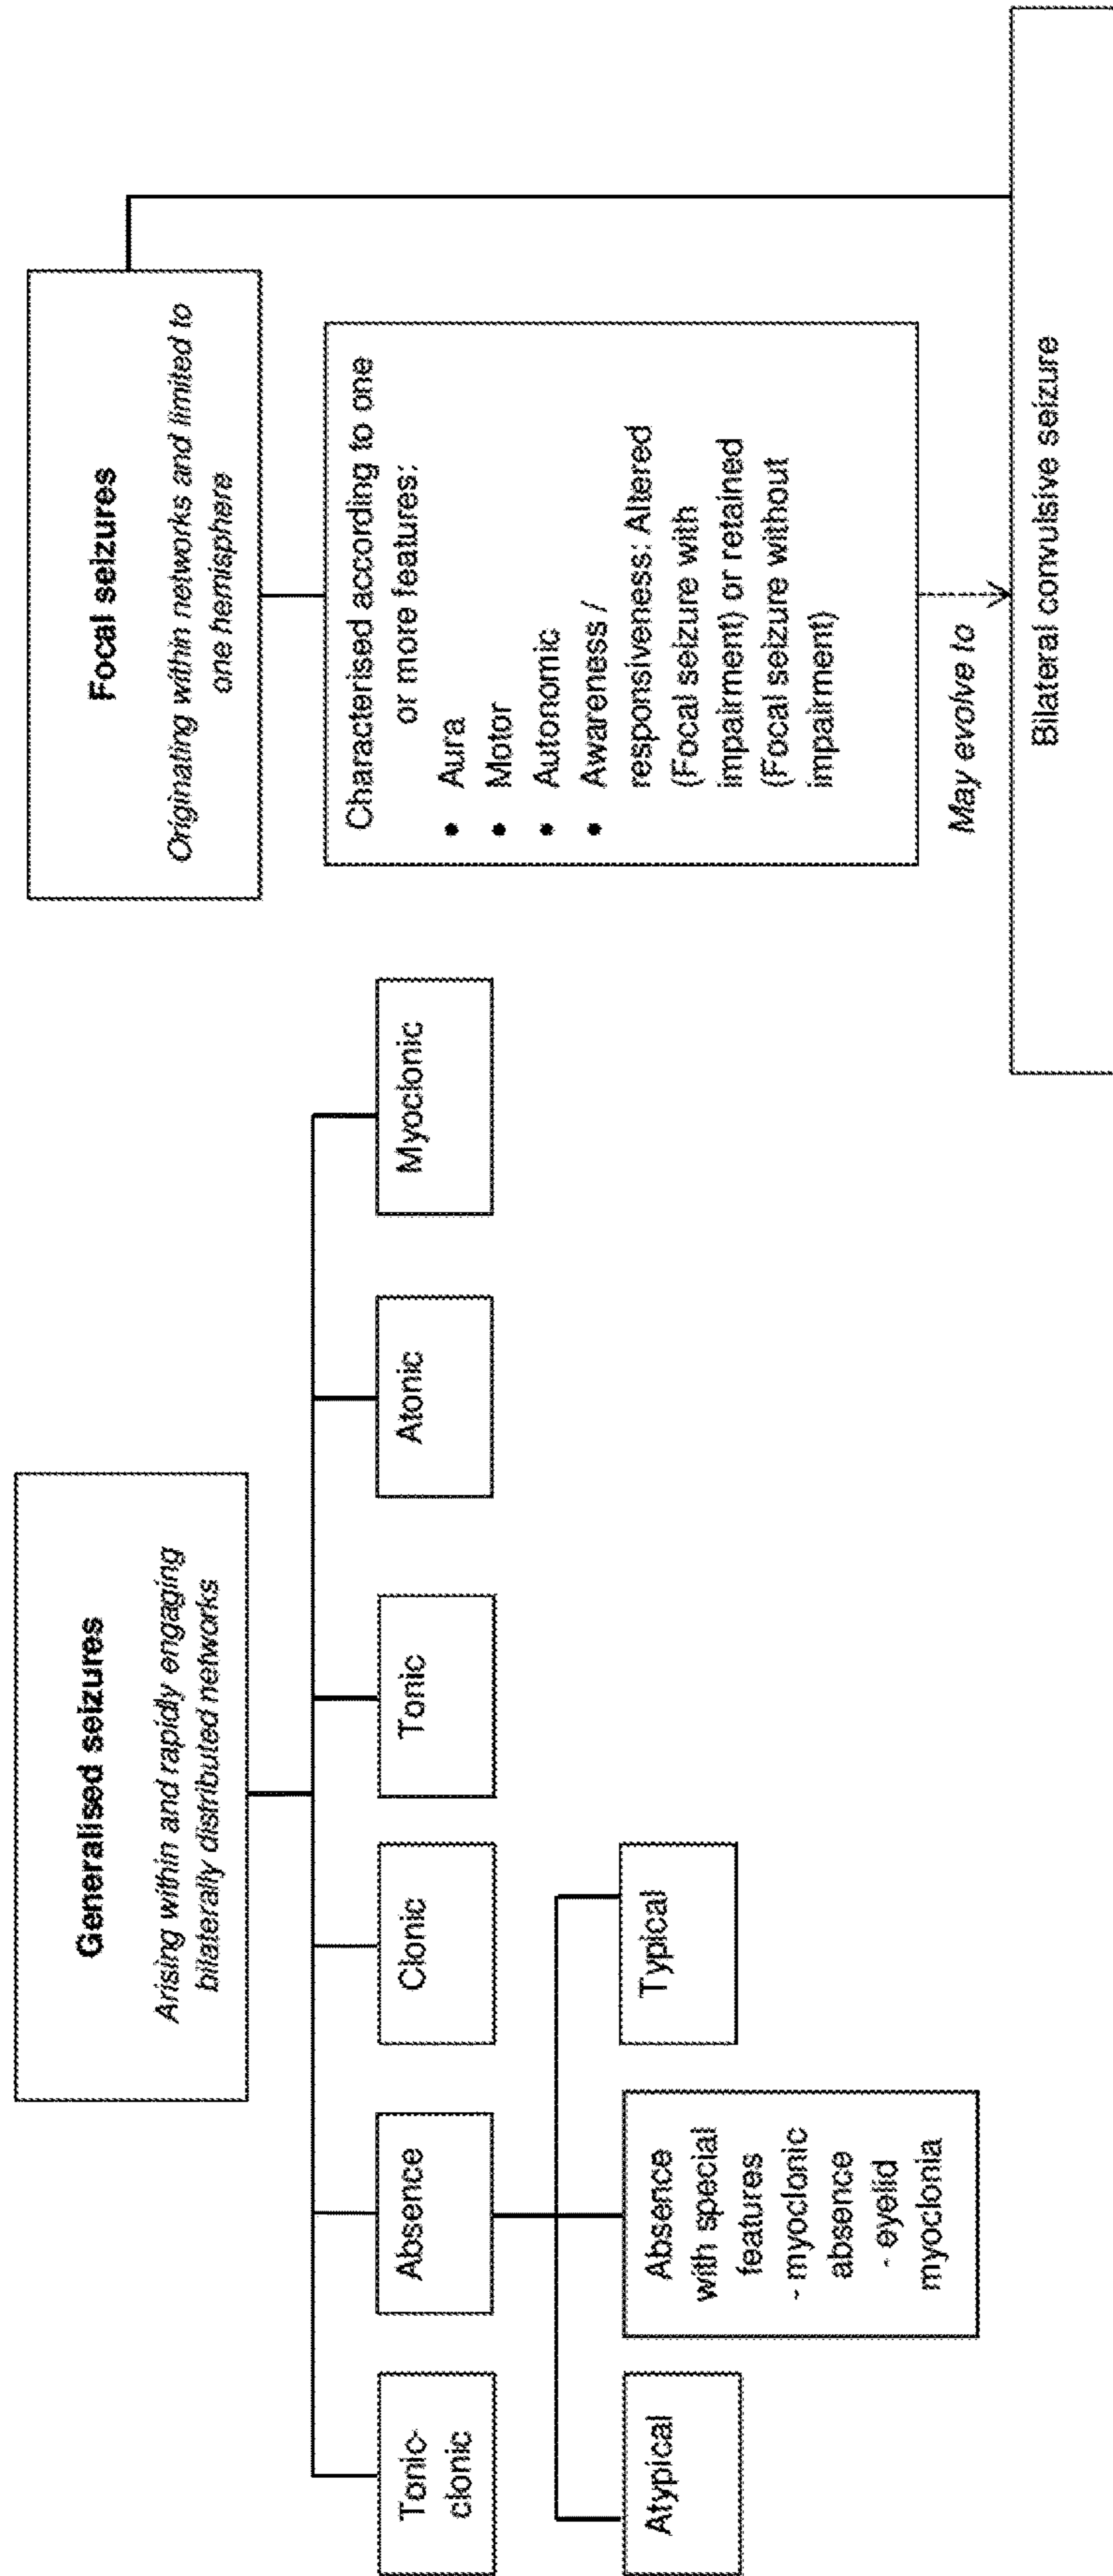 Generalised seizures
Arising within and rapidly engaging
bilaterally distributed networks
Tonic-
clonic
Absence
Clonic
Tonic
Atonic
Myoclonic
Atypical
Absence
with special
features
- myoclonic
absence
- eyelid
myoclonia
Typical
Focal seizures
Originating within networks and limited to
one hemisphere
Characterised according to one
or more features:
• Aura
• Motor
• Autonomic
• Awareness /
responsiveness: Altered
(Focal seizure with
impairment) or retained
(Focal seizure without
impairment)
May evolve to
Bilateral convulsive seizure